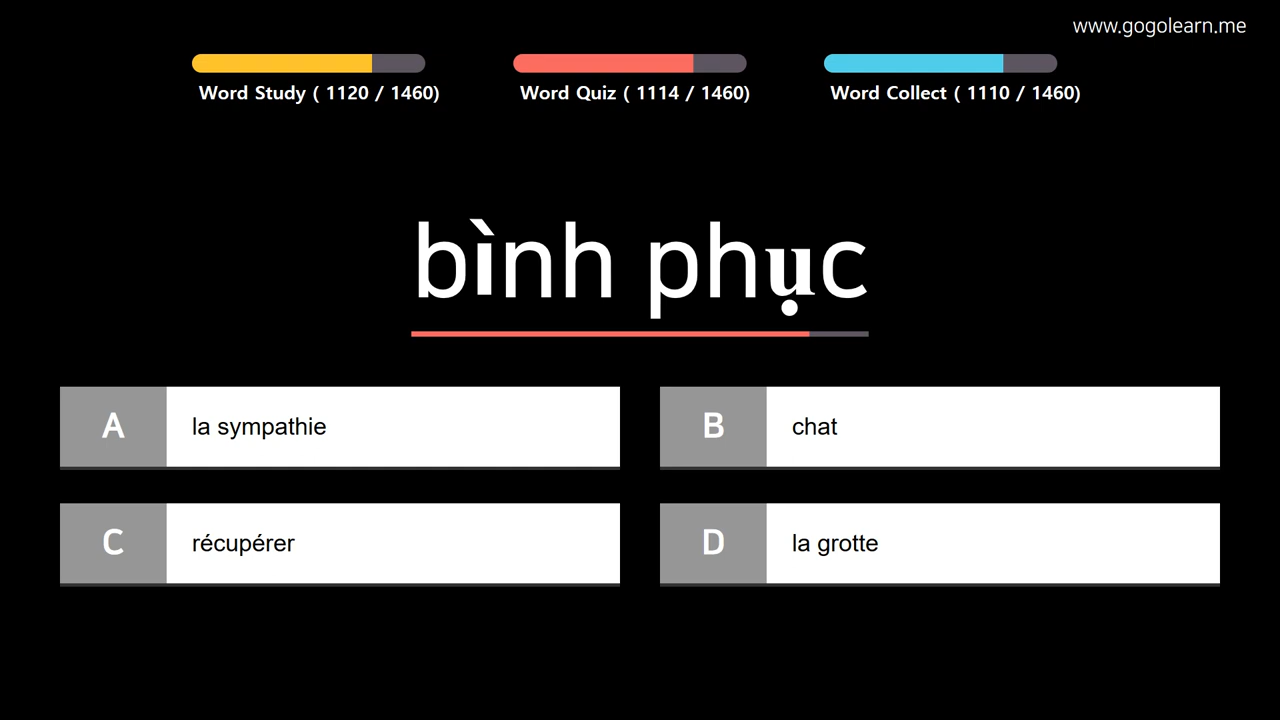 www.gogolearn.me
Word Study ( 1120 / 1460)
Word Quiz ( 1114 / 1460)
Word Collect ( 1110 / 1460)
bình phục
A
la sympathie
B
chat
C
récupérer
D
la grotte